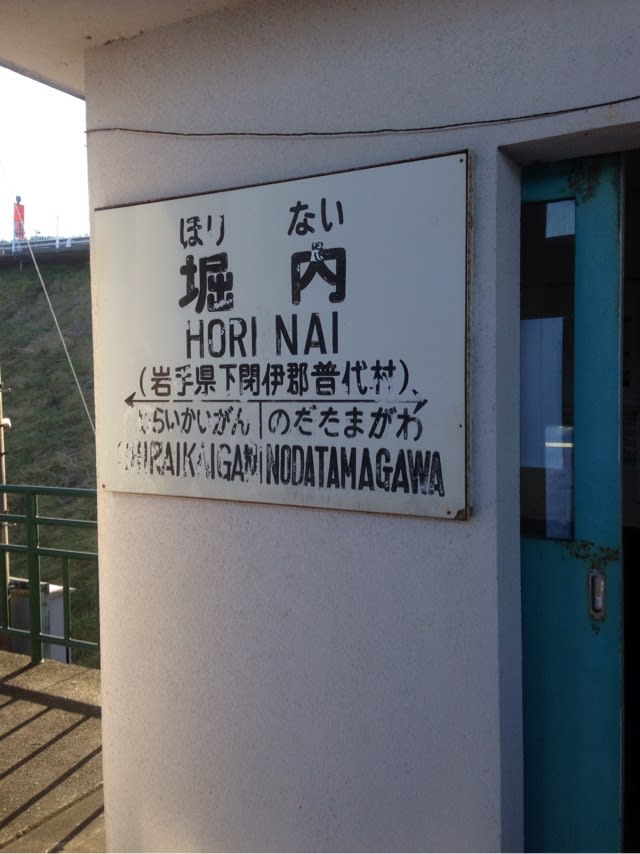 ほり ない
堀 内
HORI NAI
(岩手県下閉伊郡普代村)
しらいかいがん のだたまがわ
SHIRAIKAIGAN NODATAMAGAWA